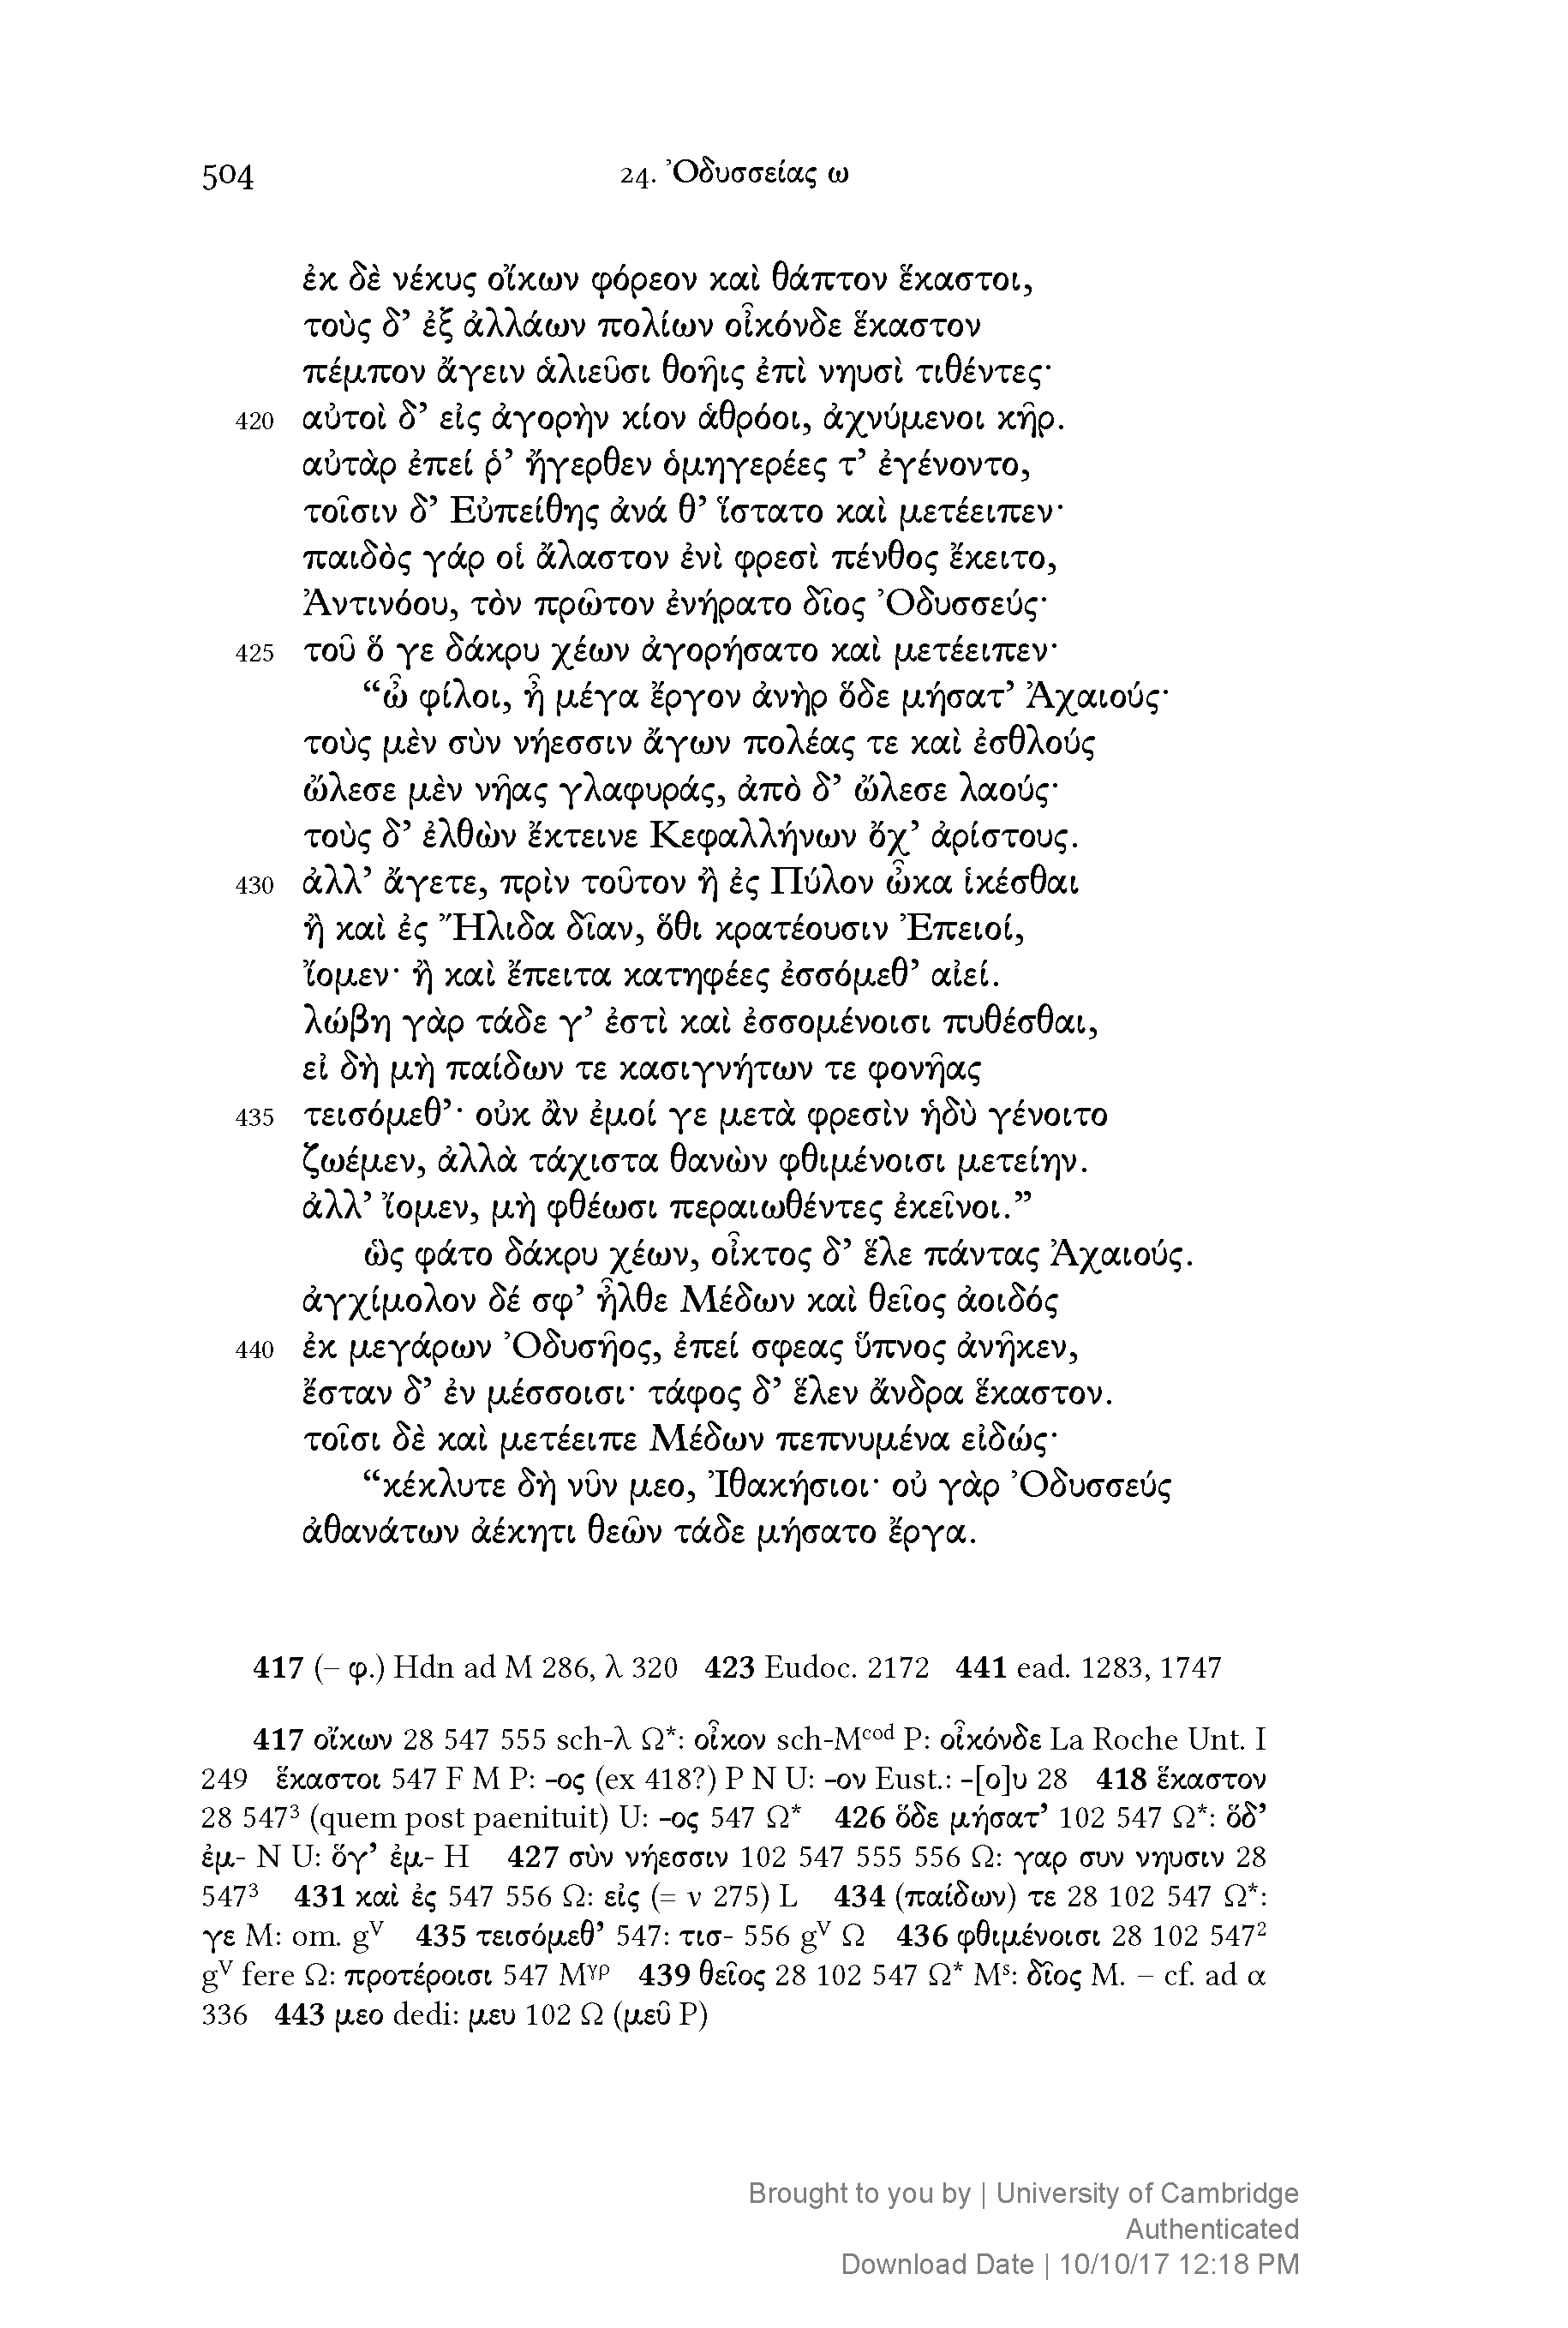 504 24. Ὀδυσσείας ω
ἐκ δὲ νέκυς οἴκων φόρεον καὶ θάπτον ἕκαστοι,
τοὺς δ’ ἐξ ἀλλάων πολίων οἶκόνδε ἕκαστον
πέμπον ἄγειν ἁλιεῦσι θοῆις ἐπὶ νηυσὶ τιθέντες·
420 αὐτοὶ δ’ εἰς ἀγορὴν κίον ἁθρόοι, ἀχνύμενοι κῆρ.
αὐτὰρ ἐπεί ῥ’ ἤγερθεν ὁμηγερέες τ’ ἐγένοντο,
τοῖσιν δ’ Εὐπείθης ἀνά θ’ ἵστατο καὶ μετέειπεν·
παιδὸς γάρ οἱ ἄλαστον ἐνὶ φρεσὶ πένθος ἔκειτο,
Ἀντινόου, τὸν πρῶτον ἐνήρατο δῖος Ὀδυσσεύς·
425 τοῦ ὅ γε δάκρυ χέων ἀγορήσατο καὶ μετέειπεν·
“ὦ φίλοι, ἦ μέγα ἔργον ἀνὴρ ὅδε μήσατ’ Ἀχαιούς·
τοὺς μὲν σὺν νήεσσιν ἄγων πολέας τε καὶ ἐσθλούς
ὤλεσε μὲν νῆας γλαφυράς, ἀπὸ δ’ ὤλεσε λαούς·
τοὺς δ’ ἐλθὼν ἔκτεινε Κεφαλλήνων ὄχ’ ἀρίστους.
430 ἀλλ’ ἄγετε, πρὶν τοῦτον ἢ ἐς Πύλον ὦκα ἱκέσθαι
ἢ καὶ ἐς Ἤλιδα δῖαν, ὅθι κρατέουσιν Ἐπειοί,
ἴομεν· ἢ καὶ ἔπειτα κατηφέες ἐσσόμεθ’ αἰεί.
λώβη γὰρ τάδε γ’ ἐστὶ καὶ ἐσσομένοισι πυθέσθαι,
εἰ δὴ μὴ παίδων τε κασιγνήτων τε φονῆας
435 τεισόμεθ’· οὐκ ἂν ἐμοί γε μετὰ φρεσὶν ἡδὺ γένοιτο
ζωέμεν, ἀλλὰ τάχιστα θανὼν φθιμένοισι μετείην.
ἀλλ’ ἴομεν, μὴ φθέωσι περαιωθέντες ἐκεῖνοι.”
ὣς φάτο δάκρυ χέων, οἶκτος δ’ ἕλε πάντας Ἀχαιούς.
ἀγχίμολον δέ σφ’ ἦλθε Μέδων καὶ θεῖος ἀοιδός
440 ἐκ μεγάρων Ὀδυσῆος, ἐπεί σφεας ὕπνος ἀνῆκεν,
ἔσταν δ’ ἐν μέσσοισι· τάφος δ’ ἕλεν ἄνδρα ἕκαστον.
τοῖσι δὲ καὶ μετέειπε Μέδων πεπνυμένα εἰδώς·
“κέκλυτε δὴ νῦν μεο, Ἰθακήσιοι· οὐ γὰρ Ὀδυσσεύς
ἀθανάτων ἀέκητι θεῶν τάδε μήσατο ἔργα.
417 (– φ.) Hdn ad M 286, λ 320 423 Eudoc. 2172 441 ead. 1283, 1747
417 οἴκων 28 547 555 sch-λ Ω*: οἶκον sch-Mᶜᵒᵈ P: οἶκόνδε La Roche Unt. I
249 ἕκαστοι 547 F M P: -ος (ex 418?) P N U: -ον Eust.: -[ο]υ 28 418 ἕκαστον
28 547³ (quem post paenituit) U: -ος 547 Ω* 426 ὅδε μήσατ’ 102 547 Ω*: ὅδ’
ἐμ- N U: ὅγ’ ἐμ- H 427 σὺν νήεσσιν 102 547 555 556 Ω: γαρ συν νηυσιν 28
547³ 431 καὶ ἐς 547 556 Ω: εἰς (= ν 275) L 434 (παίδων) τε 28 102 547 Ω*:
γε M: om. gⱽ 435 τεισόμεθ’ 547: τισ- 556 gⱽ Ω 436 φθιμένοισι 28 102 547²
gⱽ fere Ω: προτέροισι 547 Mᵞᵖ 439 θεῖος 28 102 547 Ω* Mˢ: δῖος M. – cf. ad α
336 443 μεο dedi: μευ 102 Ω (μεῦ P)
Brought to you by | University of Cambridge
Authenticated
Download Date | 10/10/17 12:18 PM